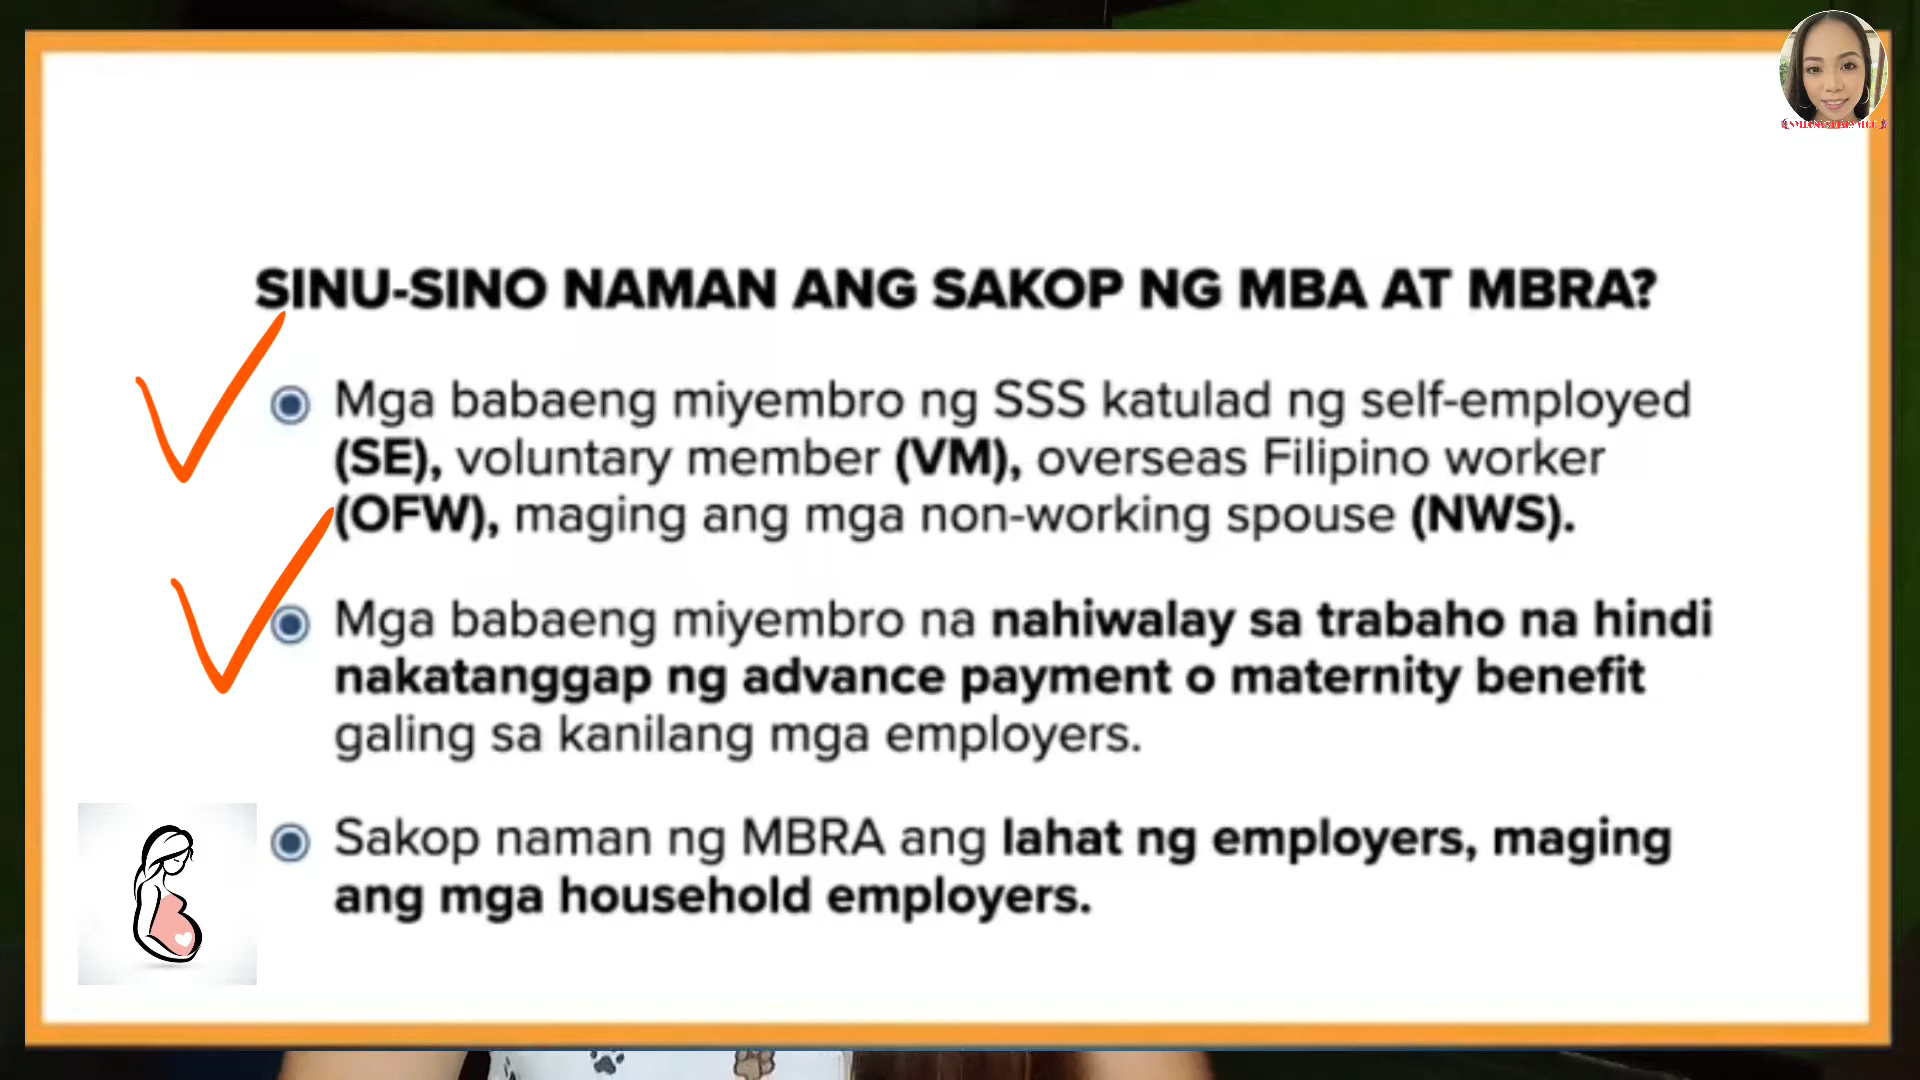 SINU-SINO NAMAN ANG SAKOP NG MBA AT MBRA?
Mga babaeng miyembro ng SSS katulad ng self-employed
(SE), voluntary member (VM), overseas Filipino worker
(OFW), maging ang mga non-working spouse (NWS).
Mga babaeng miyembro na nahiwalay sa trabaho na hindi
nakatanggap ng advance payment o maternity benefit
galing sa kanilang mga employers.
Sakop naman ng MBRA ang lahat ng employers, maging
ang mga household employers.